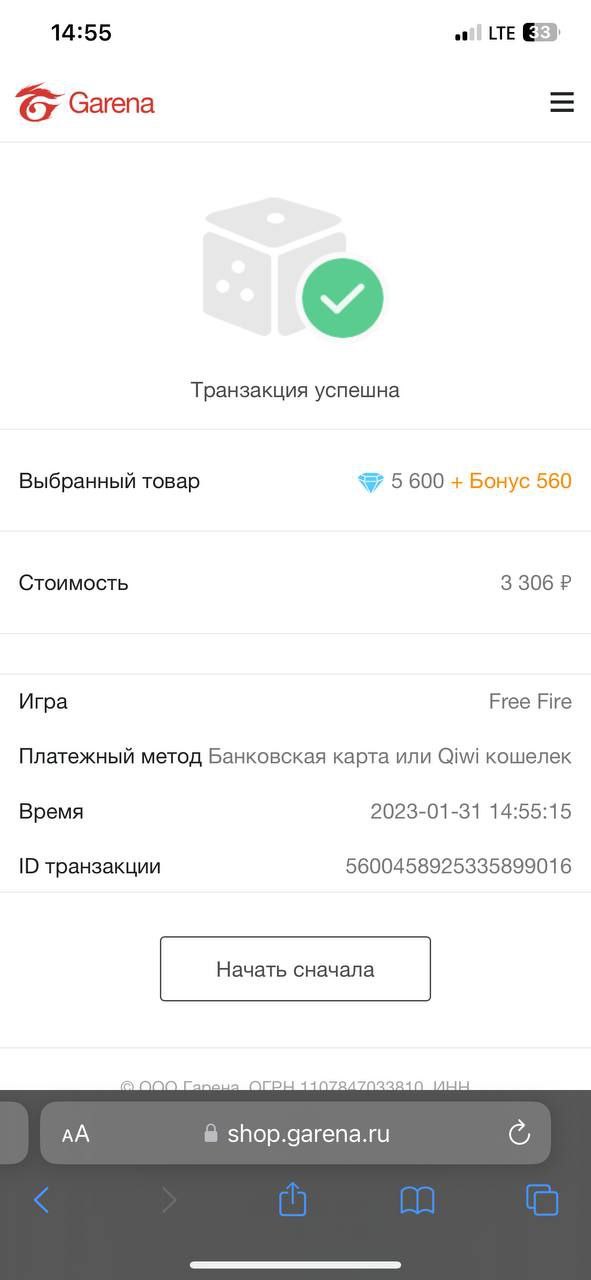 14:55 LTE 33
Garena
Транзакция успешна
Выбранный товар 5 600 + Бонус 560
Стоимость 3 306 ₽
Игра Free Fire
Платежный метод Банковская карта или Qiwi кошелек
Время 2023-01-31 14:55:15
ID транзакции 5600458925335899016
Начать сначала
© ООО Гарена, ОГРН 1107847033810, ИНН
AA shop.garena.ru